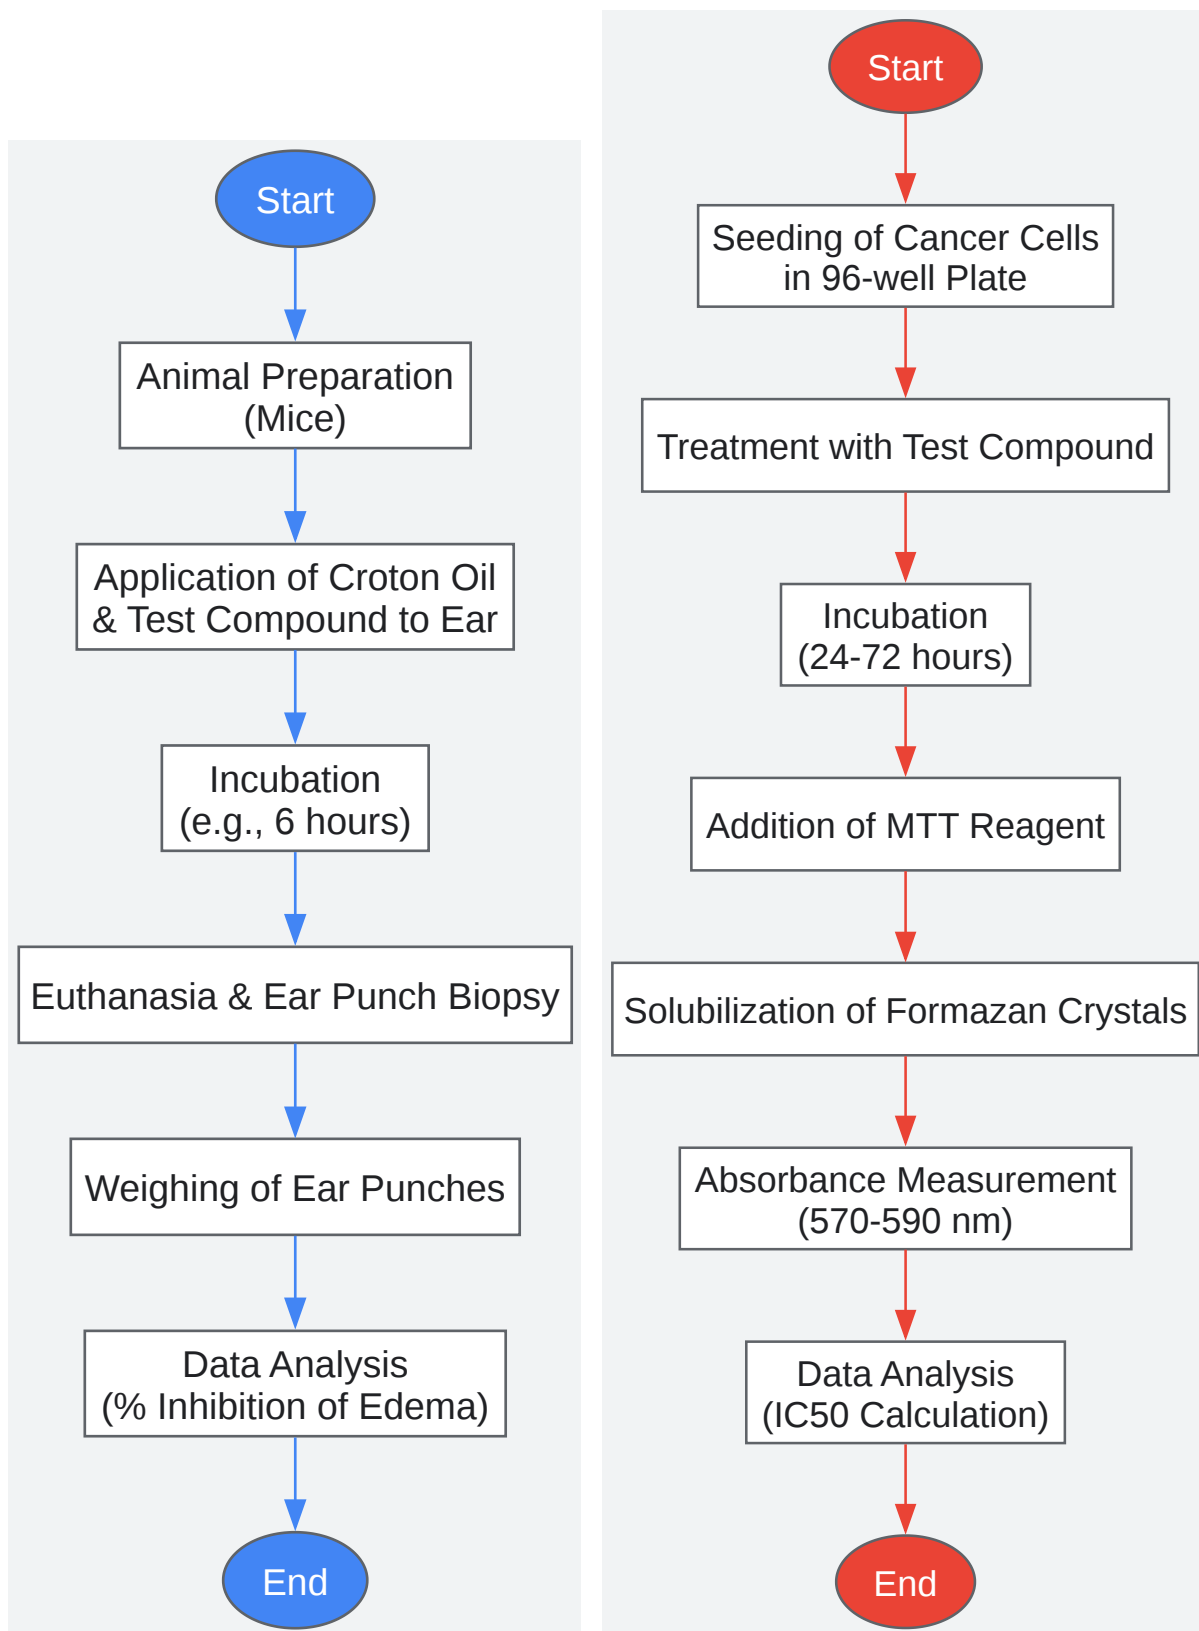 Start
Animal Preparation
(Mice)
Application of Croton Oil
& Test Compound to Ear
Incubation
(e.g., 6 hours)
Euthanasia & Ear Punch Biopsy
Weighing of Ear Punches
Data Analysis
(% Inhibition of Edema)
End
Start
Seeding of Cancer Cells
in 96-well Plate
Treatment with Test Compound
Incubation
(24-72 hours)
Addition of MTT Reagent
Solubilization of Formazan Crystals
Absorbance Measurement
(570-590 nm)
Data Analysis
(IC50 Calculation)
End